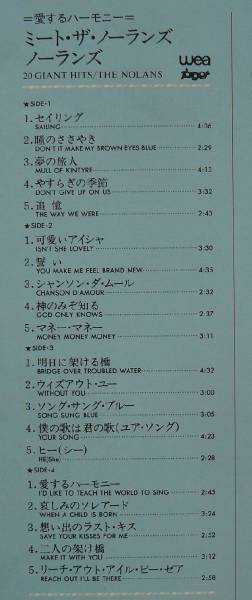 =愛するハーモニー=
ミート・ザ・ノーランズ
ノーランズ
20 GIANT HITS/THE NOLANS
wea
★SIDE-1
1. セイリング
SAILING 4:06
2. 瞳のささやき
DON'T IT MAKE MY BROWN EYES BLUE 2:29
3. 夢の旅人
MULL OF KINTYRE 4:13
4. やすらぎの季節
DON'T GIVE UP ON US 3:32
5. 追憶
THE WAY WE WERE 2:43
★SIDE-2
1. 可愛いアイシャ
ISN'T SHE LOVELY 3:30
2. 誓い
YOU MAKE ME FEEL BRAND NEW 4:35
3. シャンソン・ダ・ムール
CHANSON D'AMOUR 2:32
4. 神のみぞ知る
GOD ONLY KNOWS 2:37
5. マネー・マネー
MONEY MONEY MONEY 3:11
★SIDE-3
1. 明日に架ける橋
BRIDGE OVER TROUBLED WATER 4:32
2. ウィズアウト・ユー
WITHOUT YOU 3:00
3. ソング・サング・ブルー
SONG SUNG BLUE 3:05
4. 僕の歌は君の歌(ユア・ソング)
YOUR SONG 4:23
5. ヒー(シー)
HE(She) 2:28
★SIDE-4
1. 愛するハーモニー
I'D LIKE TO TEACH THE WORLD TO SING 2:45
2. 哀しみのソレアード
WHEN A CHILD IS BORN 3:24
3. 想い出のラスト・キス
SAVE YOUR KISSES FOR ME 2:52
4. 二人の架け橋
MAKE IT WITH YOU 3:12
5. リーチ・アウト・アイル・ビー・ゼア
REACH OUT I'LL BE THERE 2:58